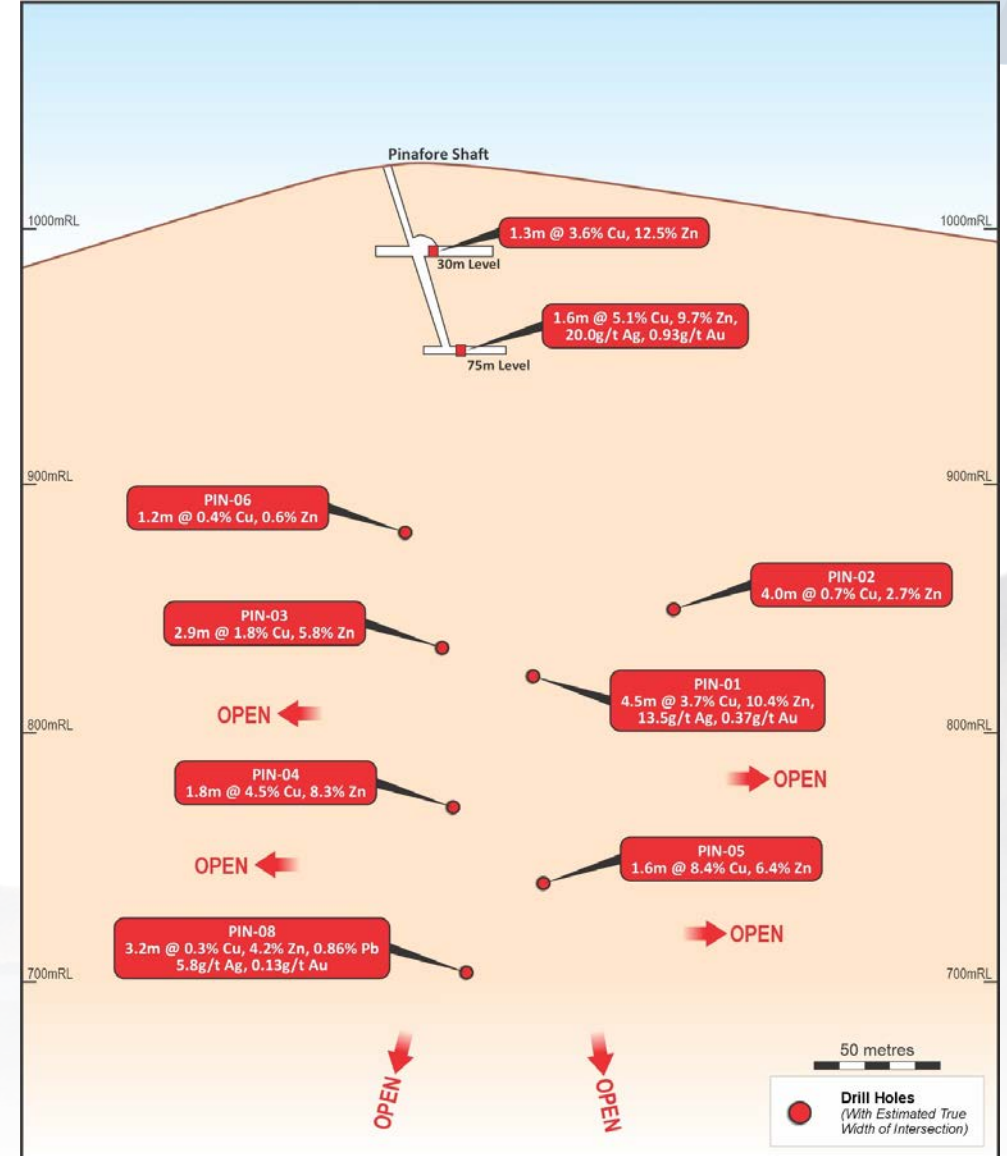 Pinafore Shaft
1000mRL
1000mRL
1.3m @ 3.6% Cu, 12.5% Zn
30m Level
1.6m @ 5.1% Cu, 9.7% Zn,
20.0g/t Ag, 0.93g/t Au
75m Level
900mRL
900mRL
PIN-06
1.2m @ 0.4% Cu, 0.6% Zn
PIN-02
4.0m @ 0.7% Cu, 2.7% Zn
PIN-03
2.9m @ 1.8% Cu, 5.8% Zn
PIN-01
4.5m @ 3.7% Cu, 10.4% Zn,
13.5g/t Ag, 0.37g/t Au
OPEN
800mRL
800mRL
PIN-04
1.8m @ 4.5% Cu, 8.3% Zn
OPEN
PIN-05
1.6m @ 8.4% Cu, 6.4% Zn
OPEN
PIN-08
3.2m @ 0.3% Cu, 4.2% Zn, 0.86% Pb
5.8g/t Ag, 0.13g/t Au
OPEN
700mRL
700mRL
OPEN
OPEN
50 metres
Drill Holes
(With Estimated True
Width of Intersection)